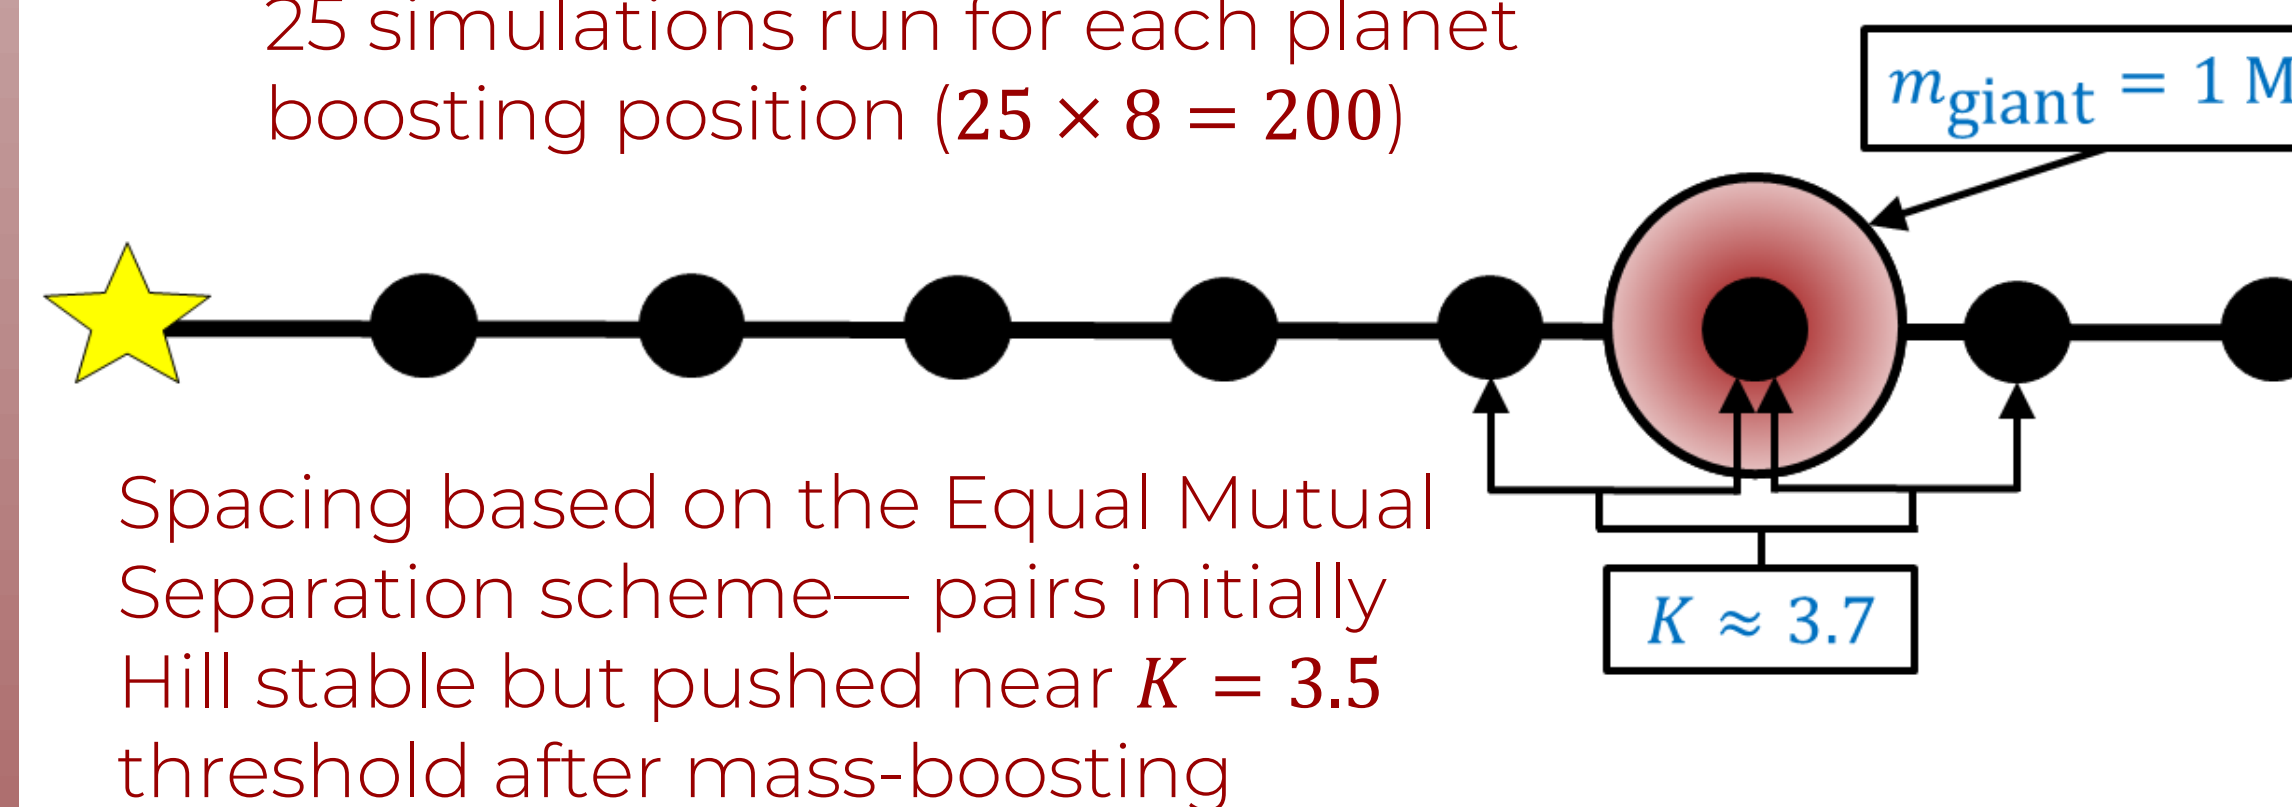 25 simulations run for each planet
boosting position (25 × 8 = 200)
m_giant = 1 M
Spacing based on the Equal Mutual
Separation scheme— pairs initially
Hill stable but pushed near K = 3.5
threshold after mass-boosting
K ≈ 3.7